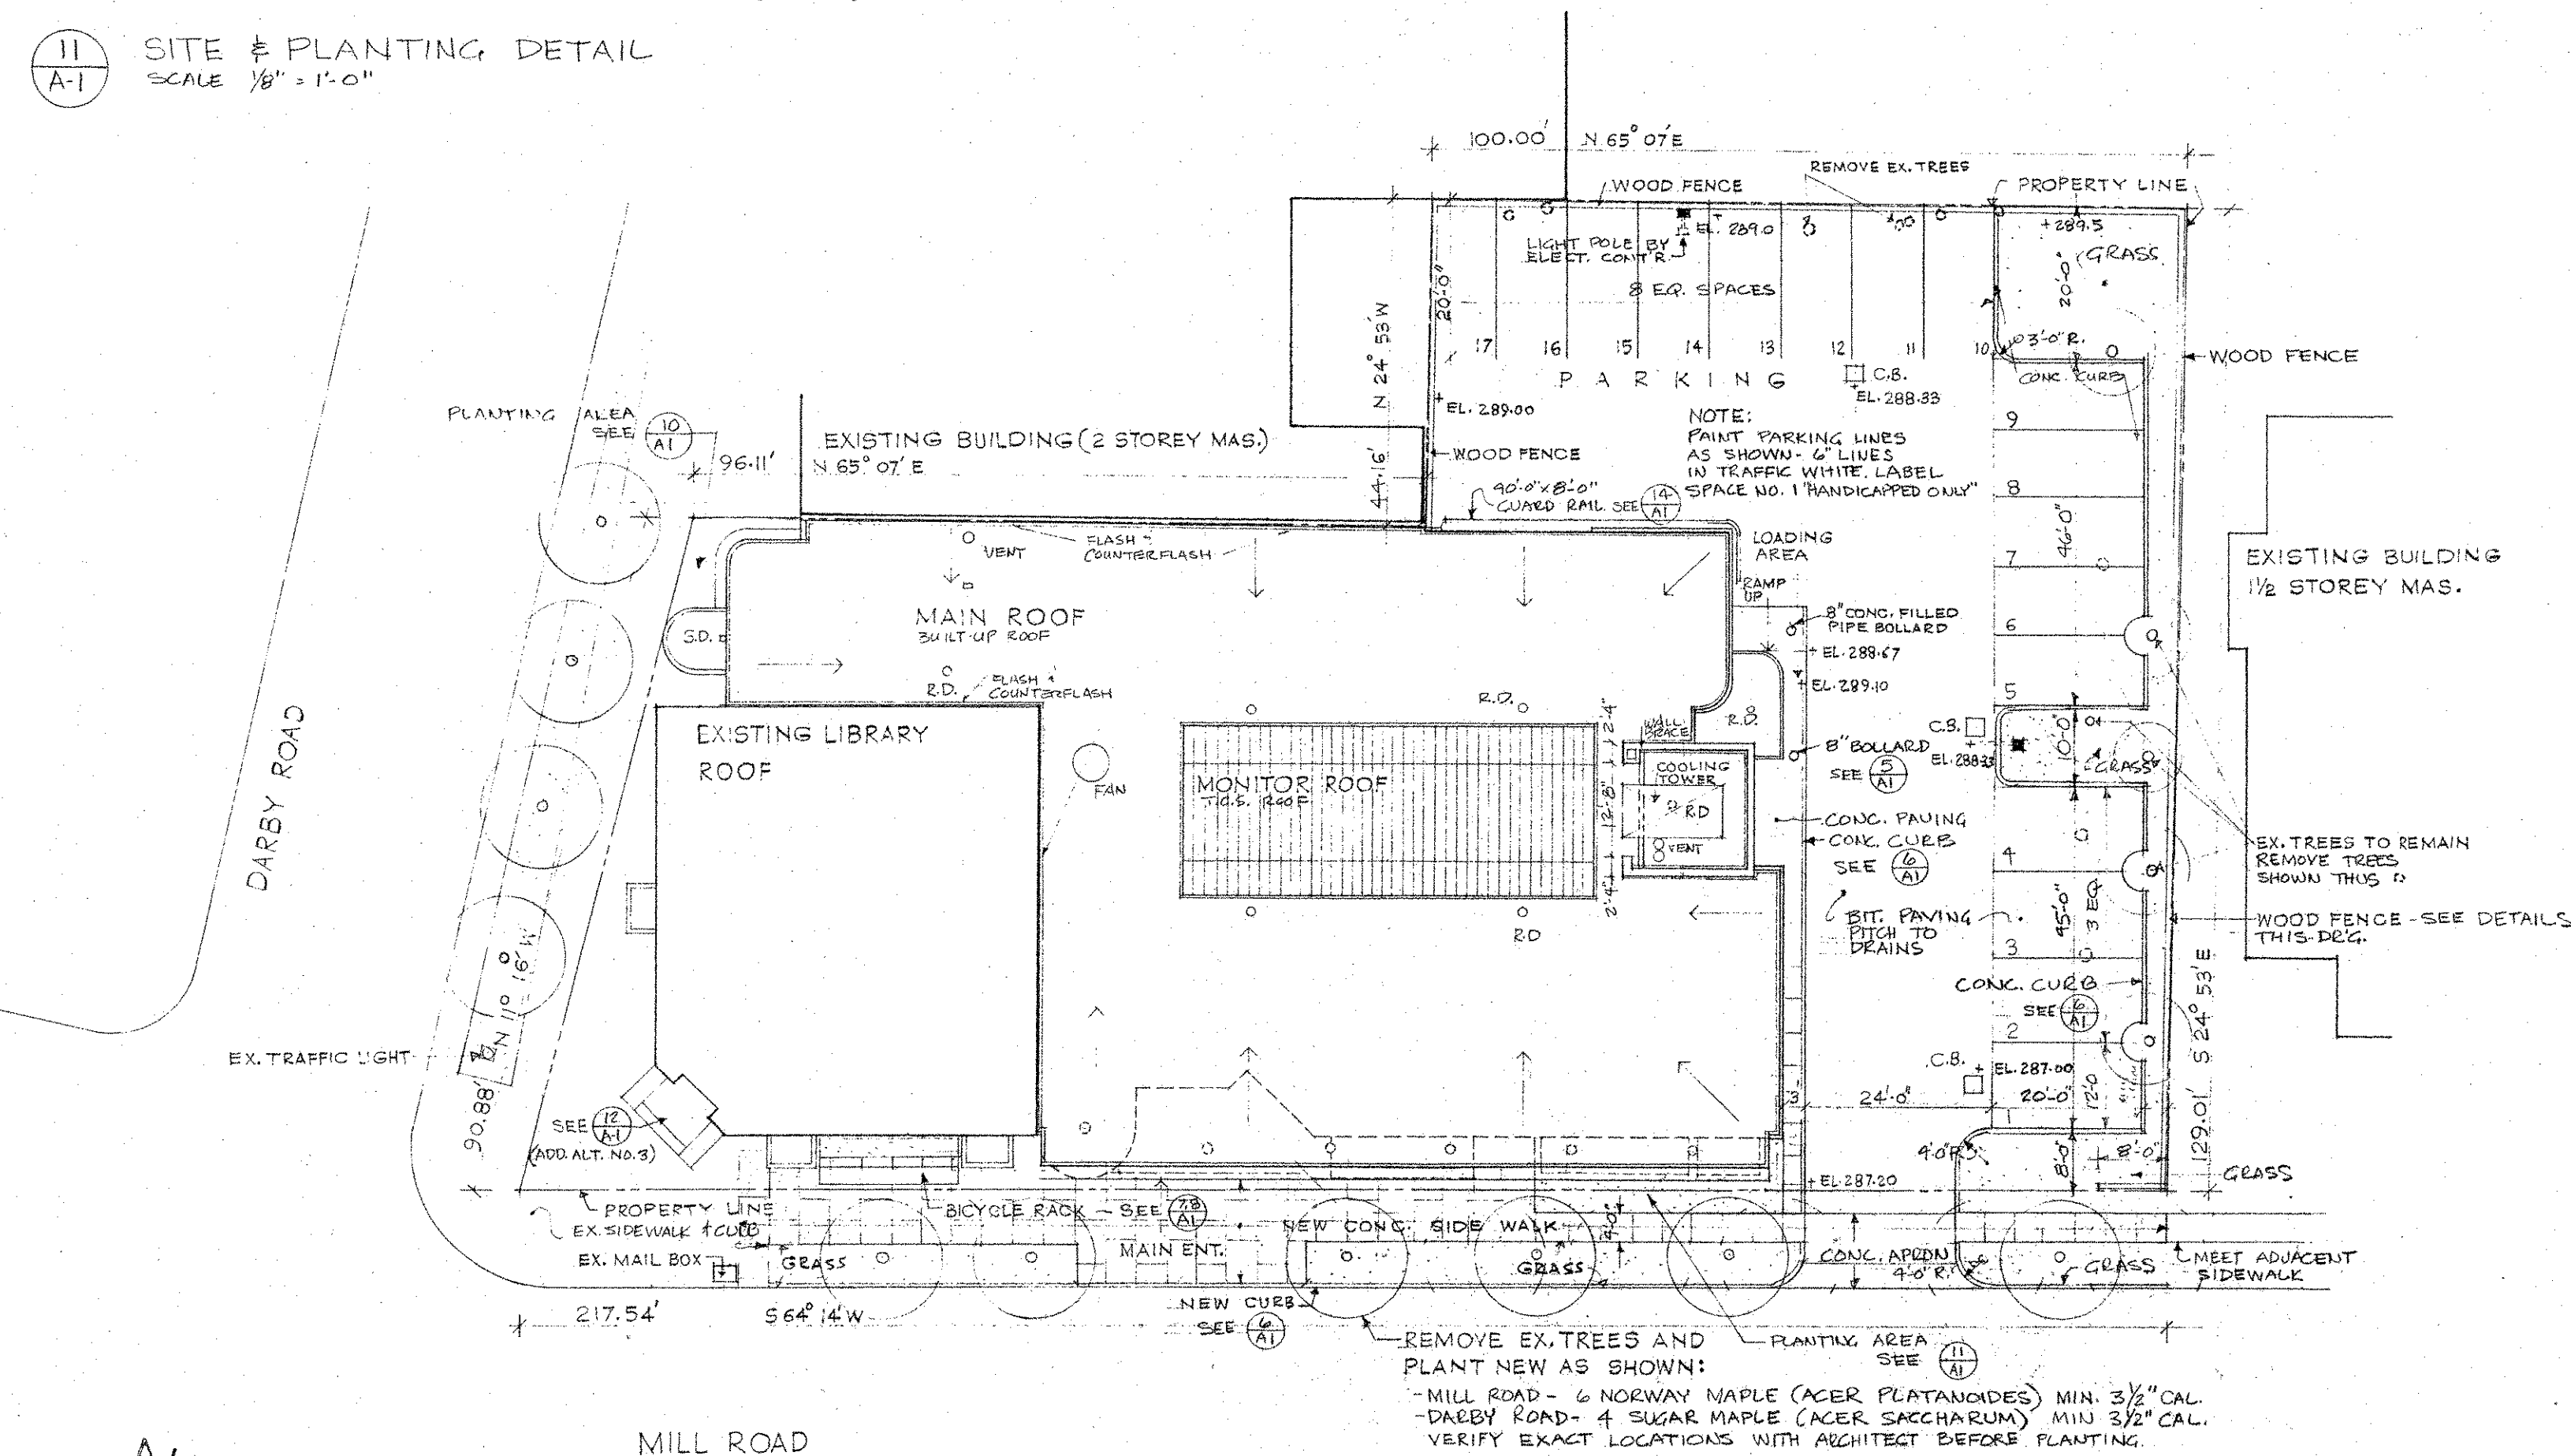 11
A-1
SITE & PLANTING DETAIL
SCALE 1/8" = 1'-0"
100.00' N 65° 07'E
REMOVE EX. TREES
WOOD FENCE
PROPERTY LINE
+289.5
EL. 289.0
LIGHT POLE BY
ELECT. CONT'R.
GRASS
20'-0"
20'-0"
8 EQ. SPACES
N 24° 53'W
44.16'
17 16 15 14 13 12 11 10
3'-0" R.
WOOD FENCE
CONC. CURB
PARKING
C.B.
EL. 288.33
EL. 289.00
NOTE:
PAINT PARKING LINES
AS SHOWN - 6" LINES
IN TRAFFIC WHITE. LABEL
SPACE NO. 1 "HANDICAPPED ONLY"
9
8
7
6
5
46'-0"
PLANTING AREA
SEE 10
A1
96.11'
EXISTING BUILDING (2 STOREY MAS.)
N 65° 07' E
WOOD FENCE
90'-0"x8'-0"
GUARD RAIL. SEE 14
A1
VENT
FLASH &
COUNTERFLASH
LOADING
AREA
RAMP
UP
EXISTING BUILDING
1½ STOREY MAS.
MAIN ROOF
BUILT-UP ROOF
S.D.
8" CONC. FILLED
PIPE BOLLARD
EL. 288.67
EL. 289.10
R.D.
FLASH &
COUNTERFLASH
R.D.
R.D.
DARBY ROAD
EXISTING LIBRARY
ROOF
FAN
MONITOR ROOF
2'-4"
12'-8"
2'-4"
WALL
BRACE
COOLING
TOWER
RD
VENT
8" BOLLARD
SEE 5
A1
C.B.
EL. 288.33
GRASS
CONC. PAVING
CONC. CURB
SEE 6
A1
EX. TREES TO REMAIN
REMOVE TREES
SHOWN THUS
4
BIT. PAVING
PITCH TO
DRAINS
45'-0"
3 EQ
3
WOOD FENCE - SEE DETAILS
THIS DR'G.
RD
CONC. CURB
SEE 6
A1
2
S 24° 53' E
129.01'
C.B.
EL. 287.00
3'
24'-0"
20'-0"
12'-0
1
EX. TRAFFIC LIGHT
N 11° 16' W
90.88'
SEE 12
A-1
(ADD. ALT. NO. 3)
4'-0" R.
8'-0"
8'-0"
GRASS
EL. 287.20
PROPERTY LINE
EX. SIDEWALK & CURB
EX. MAIL BOX
GRASS
BICYCLE RACK - SEE 7,8
A1
MAIN ENT.
NEW CONC. SIDE WALK
4'-0"
GRASS
CONC. APRON
4'-0" R.
GRASS
MEET ADJACENT
SIDEWALK
217.54'
S 64° 14' W
NEW CURB
SEE 6
A1
PLANTING AREA
SEE 11
A1
REMOVE EX. TREES AND
PLANT NEW AS SHOWN:
-MILL ROAD - 6 NORWAY MAPLE (ACER PLATANOIDES) MIN. 3½" CAL.
-DARBY ROAD- 4 SUGAR MAPLE (ACER SACCHARUM) MIN 3½" CAL.
VERIFY EXACT LOCATIONS WITH ARCHITECT BEFORE PLANTING.
MILL ROAD